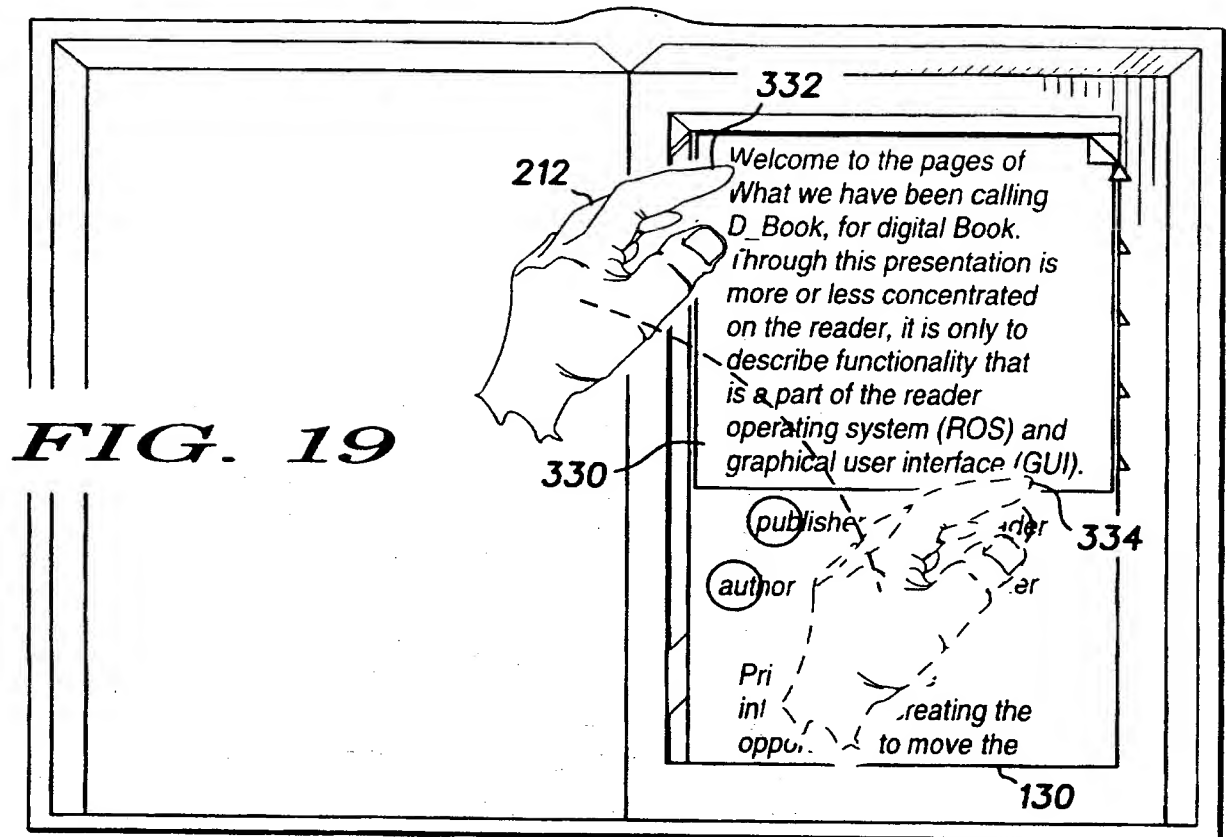 332
212
Welcome to the pages of
What we have been calling
D_Book, for digital Book.
Through this presentation is
more or less concentrated
on the reader, it is only to
describe functionality that
is a part of the reader
operating system (ROS) and
graphical user interface (GUI).
FIG. 19
330
publisher
334
author
creating the
to move the
130